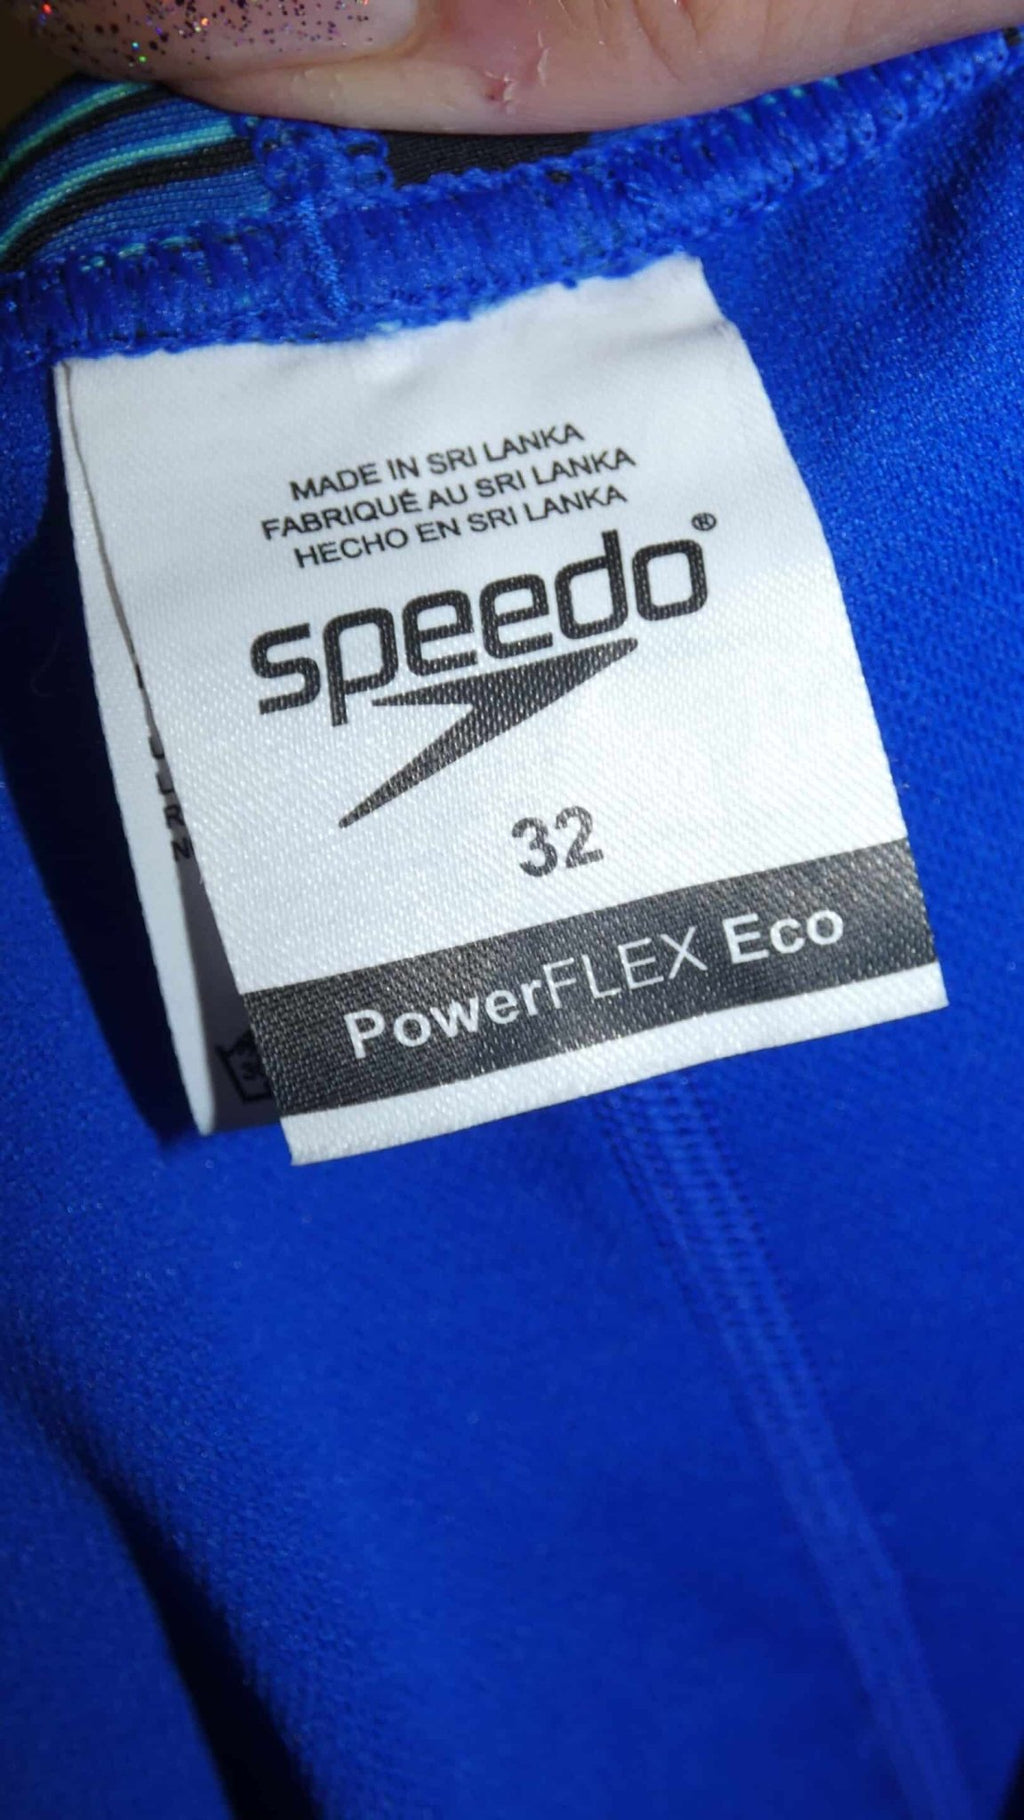 MADE IN SRI LANKA
FABRIQUÉ AU SRI LANKA
HECHO EN SRI LANKA
speedo®
32
PowerFLEX Eco